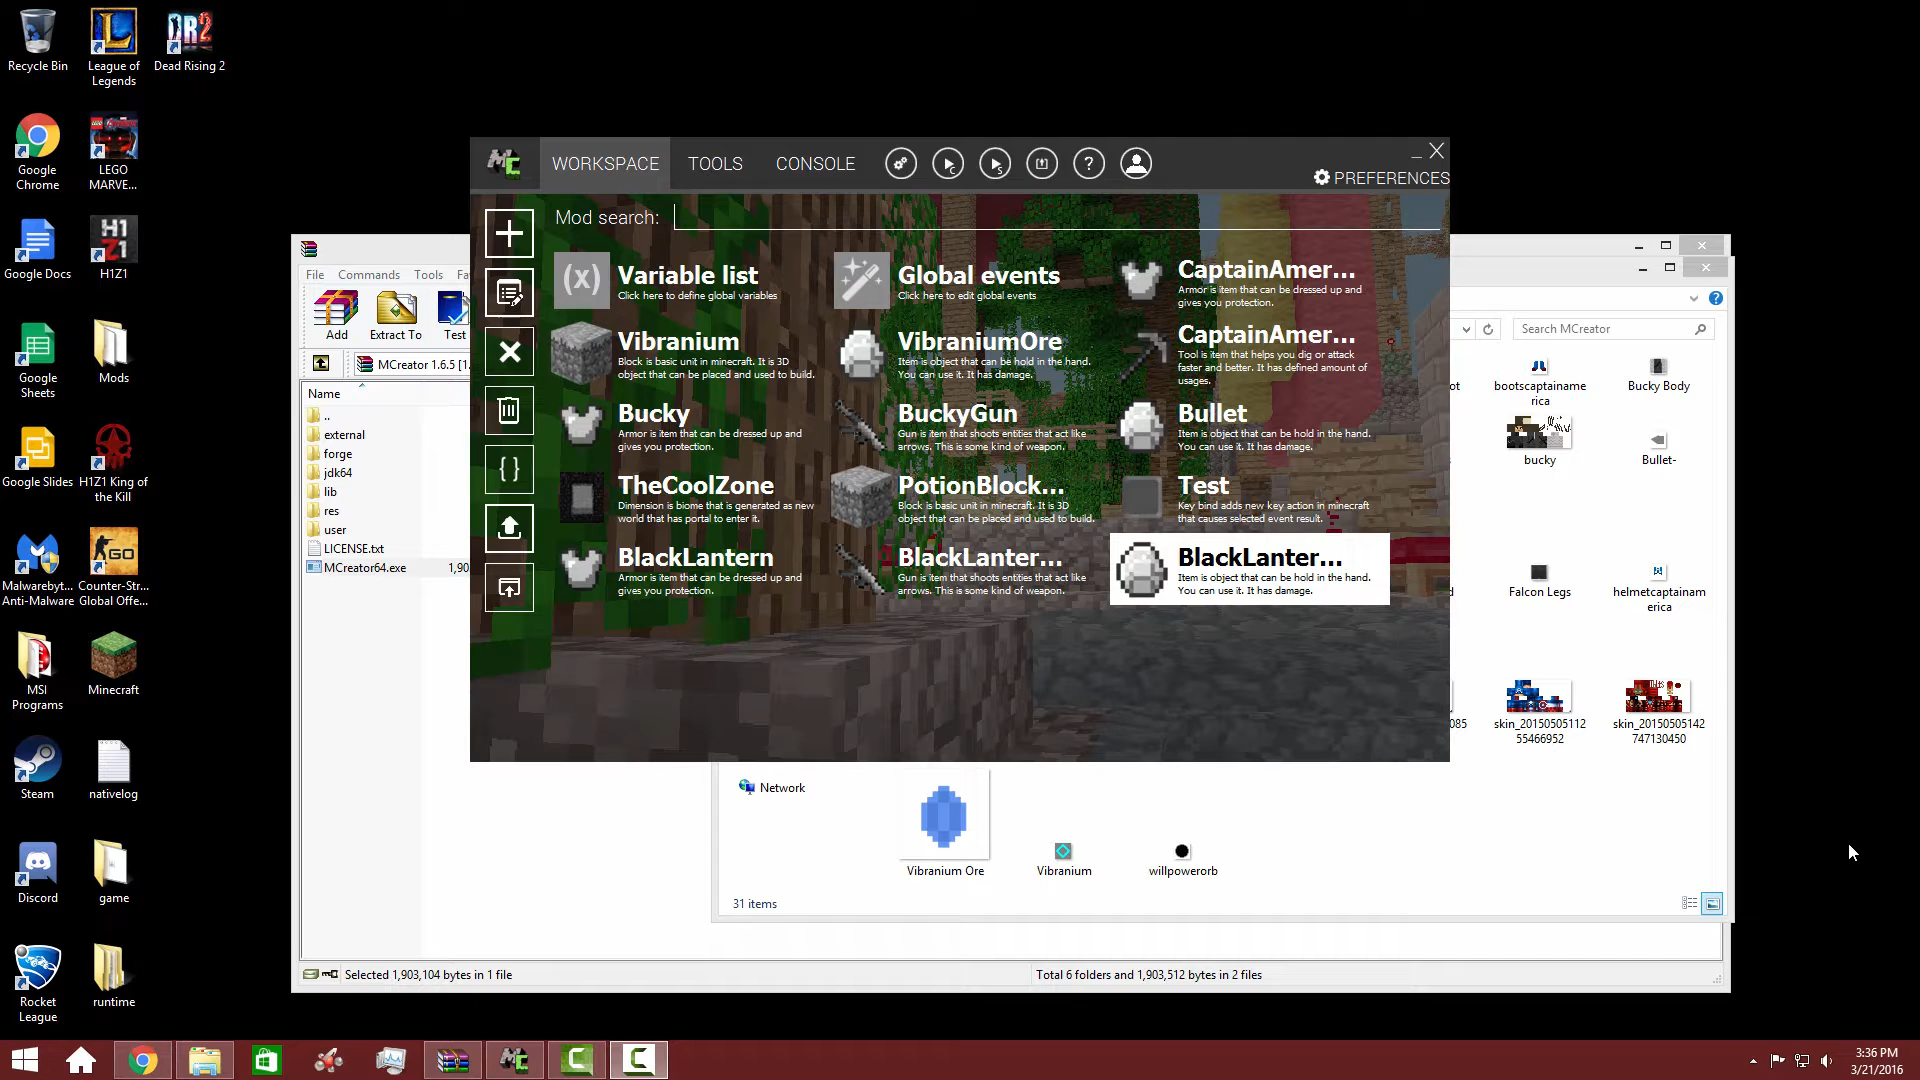 Recycle Bin
League of
Legends
Dead Rising 2
Google
Chrome
LEGO
MARVE...
Google Docs
H1Z1
Google
Sheets
Mods
Google Slides
H1Z1 King of
the Kill
Malwarebyt...
Anti-Malware
Counter-Str...
Global Offe...
MSI
Programs
Minecraft
Steam
nativelog
Discord
game
Rocket
League
runtime
WORKSPACE
TOOLS
CONSOLE
PREFERENCES
Mod search:
(x)
Variable list
Click here to define global variables
Global events
Click here to edit global events
CaptainAmer...
Armor is item that can be dressed up and
gives you protection.
Vibranium
Block is basic unit in minecraft. It is 3D
object that can be placed and used to build.
VibraniumOre
Item is object that can be hold in the hand.
You can use it. It has damage.
CaptainAmer...
Tool is item that helps you dig or attack
faster and better. It has defined amount of
usages.
Bucky
Armor is item that can be dressed up and
gives you protection.
BuckyGun
Gun is item that shoots entities that act like
arrows. This is some kind of weapon.
Bullet
Item is object that can be hold in the hand.
You can use it. It has damage.
TheCoolZone
Dimension is biome that is generated as new
world that has portal to enter it.
PotionBlock...
Block is basic unit in minecraft. It is 3D
object that can be placed and used to build.
Test
Key bind adds new key action in minecraft
that causes selected event result.
BlackLantern
Armor is item that can be dressed up and
gives you protection.
BlackLanter...
Gun is item that shoots entities that act like
arrows. This is some kind of weapon.
BlackLanter...
Item is object that can be hold in the hand.
You can use it. It has damage.
File Commands Tools Fa
Add
Extract To
Test
MCreator 1.6.5 [1.
Name
..
external
forge
jdk64
lib
res
user
LICENSE.txt
MCreator64.exe 1,90
Selected 1,903,104 bytes in 1 file
Total 6 folders and 1,903,512 bytes in 2 files
Search MCreator
ot
bootscaptaname
rica
Bucky Body
bucky
Bullet-
d
Falcon Legs
helmetcaptainam
erica
085
skin_20150505112
55466952
skin_20150505142
747130450
Network
Vibranium Ore
Vibranium
willpowerorb
31 items
3:36 PM
3/21/2016